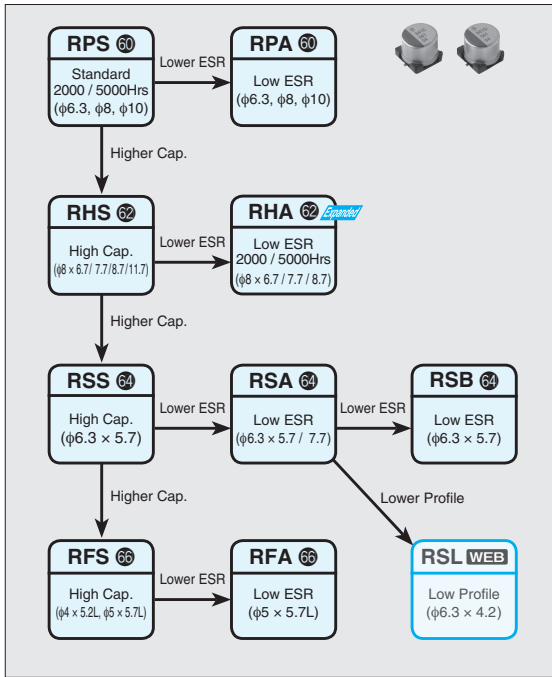 RPS 60
Standard
2000 / 5000Hrs
(φ6.3, φ8, φ10)
Lower ESR
RPA 60
Low ESR
(φ6.3, φ8, φ10)
Higher Cap.
RHS 62
High Cap.
(φ8 × 6.7/ 7.7/8.7/11.7)
Lower ESR
RHA 62 Expanded
Low ESR
2000 / 5000Hrs
(φ8 × 6.7 / 7.7 / 8.7)
Higher Cap.
RSS 64
High Cap.
(φ6.3 × 5.7)
Lower ESR
RSA 64
Low ESR
(φ6.3 × 5.7 / 7.7)
Lower ESR
RSB 64
Low ESR
(φ6.3 × 5.7)
Higher Cap.
Lower Profile
RFS 66
High Cap.
(φ4 × 5.2L, φ5 × 5.7L)
Lower ESR
RFA 66
Low ESR
(φ5 × 5.7L)
RSL WEB
Low Profile
(φ6.3 × 4.2)